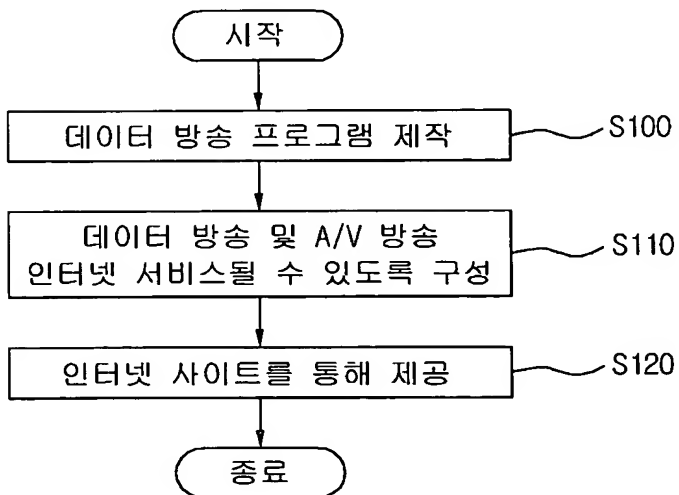 시작
데이터 방송 프로그램 제작
S100
데이터 방송 및 A/V 방송
인터넷 서비스될 수 있도록 구성
S110
인터넷 사이트를 통해 제공
S120
종료